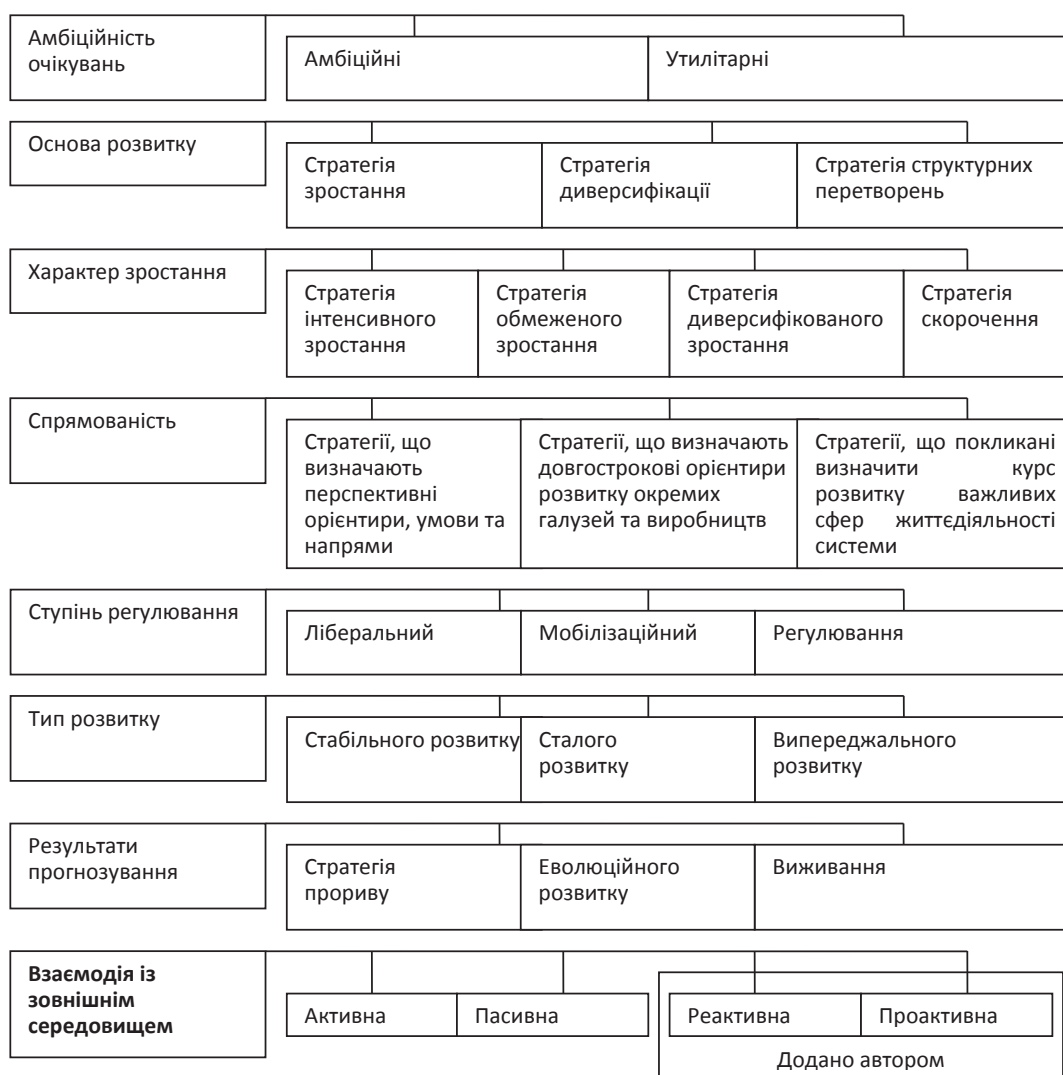 Амбіційність
очікувань
Амбіційні
Утилітарні
Основа розвитку
Стратегія
зростання
Стратегія
диверсифікації
Стратегія структурних
перетворень
Характер зростання
Стратегія
інтенсивного
зростання
Стратегія
обмеженого
зростання
Стратегія
диверсифікованого
зростання
Стратегія
скорочення
Спрямованість
Стратегії, що
визначають
перспективні
орієнтири, умови та
напрями
Стратегії, що визначають
довгострокові орієнтири
розвитку окремих
галузей та виробництв
Стратегії, що покликані
визначити курс
розвитку важливих
сфер життєдіяльності
системи
Ступінь регулювання
Ліберальний
Мобілізаційний
Регулювання
Тип розвитку
Стабільного розвитку
Сталого
розвитку
Випереджального
розвитку
Результати
прогнозування
Стратегія
прориву
Еволюційного
розвитку
Виживання
Взаємодія із
зовнішнім
середовищем
Активна
Пасивна
Реактивна
Проактивна
Додано автором